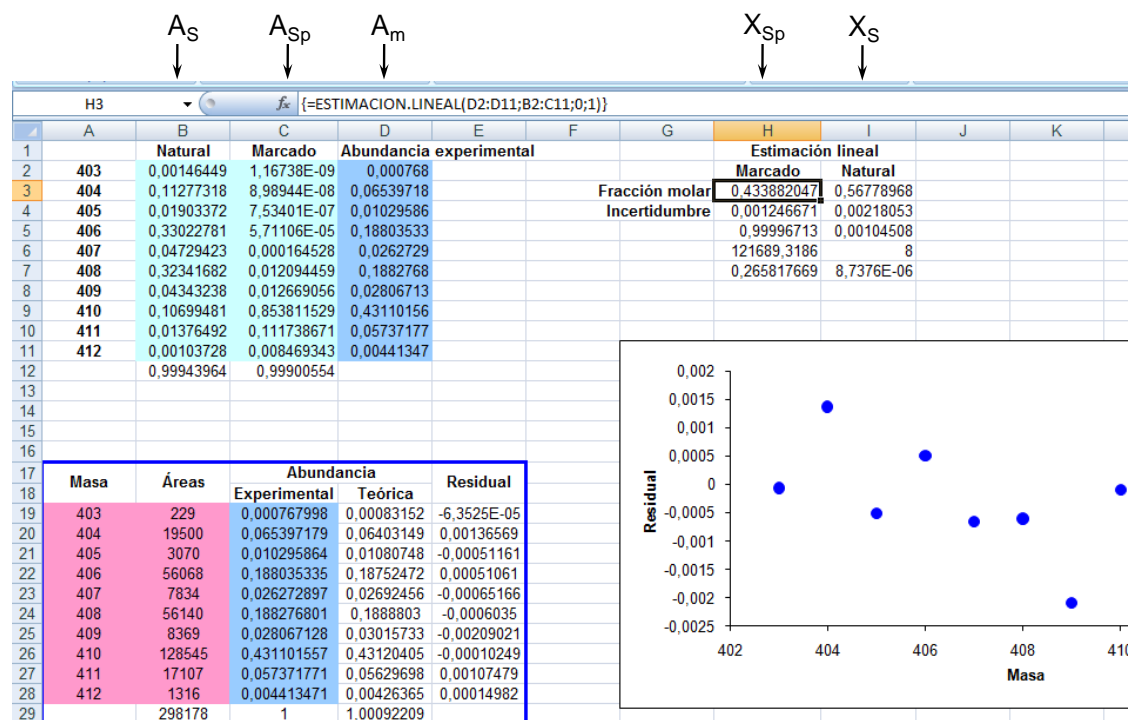 A_S A_Sp A_m X_Sp X_S
H3 fx {=ESTIMACION.LINEAL(D2:D11;B2:C11;0;1)}
A B C D E F G H I J K
1 Natural Marcado Abundancia experimental Estimación lineal
2 403 0,00146449 1,16738E-09 0,000768 Marcado Natural
3 404 0,11277318 8,98944E-08 0,06539718 Fracción molar 0,433882047 0,56778968
4 405 0,01903372 7,53401E-07 0,01029586 Incertidumbre 0,001246671 0,00218053
5 406 0,33022781 5,71106E-05 0,18803533 0,99996713 0,00104508
6 407 0,04729423 0,000164528 0,0262729 121689,3186 8
7 408 0,32341682 0,012094459 0,1882768 0,265817669 8,7376E-06
8 409 0,04343238 0,012669056 0,02806713
9 410 0,10699481 0,853811529 0,43110156
10 411 0,01376492 0,111738671 0,05737177
11 412 0,00103728 0,008469343 0,00441347
12 0,99943964 0,99900554
13
14
15
16
17 Masa Áreas Abundancia Residual
18 Experimental Teórica
19 403 229 0,000767998 0,00083152 -6,3525E-05
20 404 19500 0,065397179 0,06403149 0,00136569
21 405 3070 0,010295864 0,01080748 -0,00051161
22 406 56068 0,188035335 0,18752472 0,00051061
23 407 7834 0,026272897 0,02692456 -0,00065166
24 408 56140 0,188276801 0,1888803 -0,0006035
25 409 8369 0,028067128 0,03015733 -0,00209021
26 410 128545 0,431101557 0,43120405 -0,00010249
27 411 17107 0,057371771 0,05629698 0,00107479
28 412 1316 0,004413471 0,00426365 0,00014982
29 298178 1 1,00092209
0,002
0,0015
0,001
0,0005
0
-0,0005
-0,001
-0,0015
-0,002
-0,0025
Residual
402 404 406 408 410
Masa